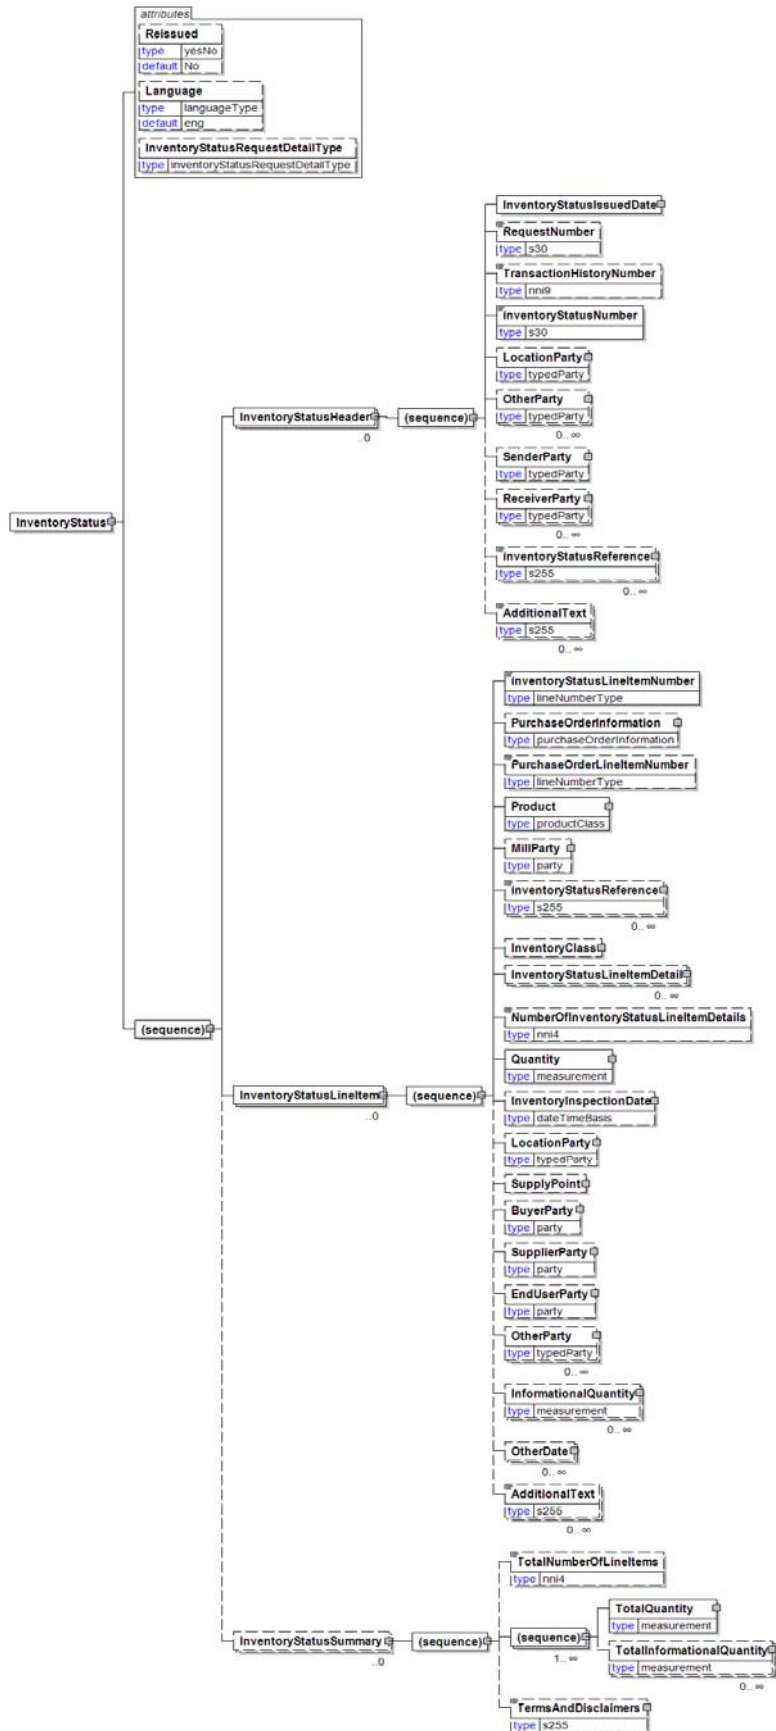 attributes
Reissued
type yesNo
default No
Language
type languageType
default eng
InventoryStatusRequestDetailType
type inventoryStatusRequestDetailType
InventoryStatus
(sequence)
InventoryStatusHeader
..0
(sequence)
InventoryStatusIssuedDate
RequestNumber
type s30
TransactionHistoryNumber
type nni9
InventoryStatusNumber
type s30
LocationParty
type typedParty
OtherParty
type typedParty
0.. ∞
SenderParty
type typedParty
ReceiverParty
type typedParty
0.. ∞
InventoryStatusReference
type s255
0.. ∞
AdditionalText
type s255
0.. ∞
InventoryStatusLineItem
..0
(sequence)
InventoryStatusLineItemNumber
type lineNumberType
PurchaseOrderInformation
type purchaseOrderInformation
PurchaseOrderLineItemNumber
type lineNumberType
Product
type productClass
MillParty
type party
InventoryStatusReference
type s255
0.. ∞
InventoryClass
InventoryStatusLineItemDetail
0.. ∞
NumberOfInventoryStatusLineItemDetails
type nni4
Quantity
type measurement
InventoryInspectionDate
type dateTimeBasis
LocationParty
type typedParty
SupplyPoint
BuyerParty
type party
SupplierParty
type party
EndUserParty
type party
OtherParty
type typedParty
0.. ∞
InformationalQuantity
type measurement
0.. ∞
OtherDate
0.. ∞
AdditionalText
type s255
0.. ∞
InventoryStatusSummary
..0
(sequence)
TotalNumberOfLineItems
type nni4
(sequence)
1.. ∞
TotalQuantity
type measurement
TotalInformationalQuantity
type measurement
0.. ∞
TermsAndDisclaimers
type s255